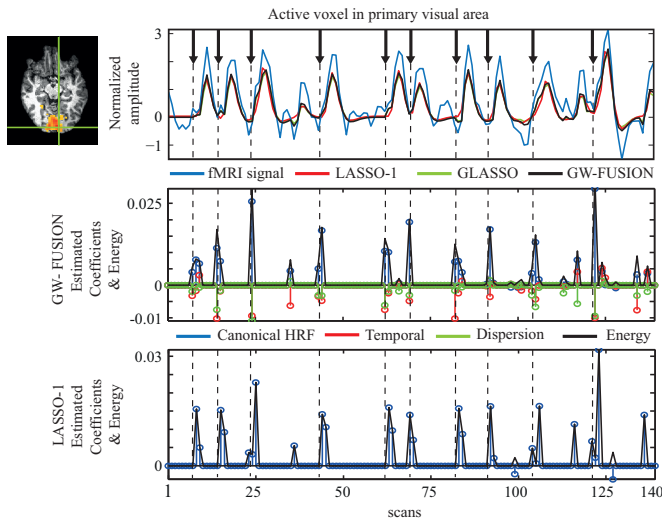 Active voxel in primary visual area
Normalized
amplitude
3
0
−1
fMRI signal LASSO-1 GLASSO GW-FUSION
GW- FUSION
Estimated
Coefficients
& Energy
0.025
0
-0.01
Canonical HRF Temporal Dispersion Energy
LASSO-1
Estimated
Coefficients
& Energy
0.03
0
1 25 50 75 100 125 140
scans